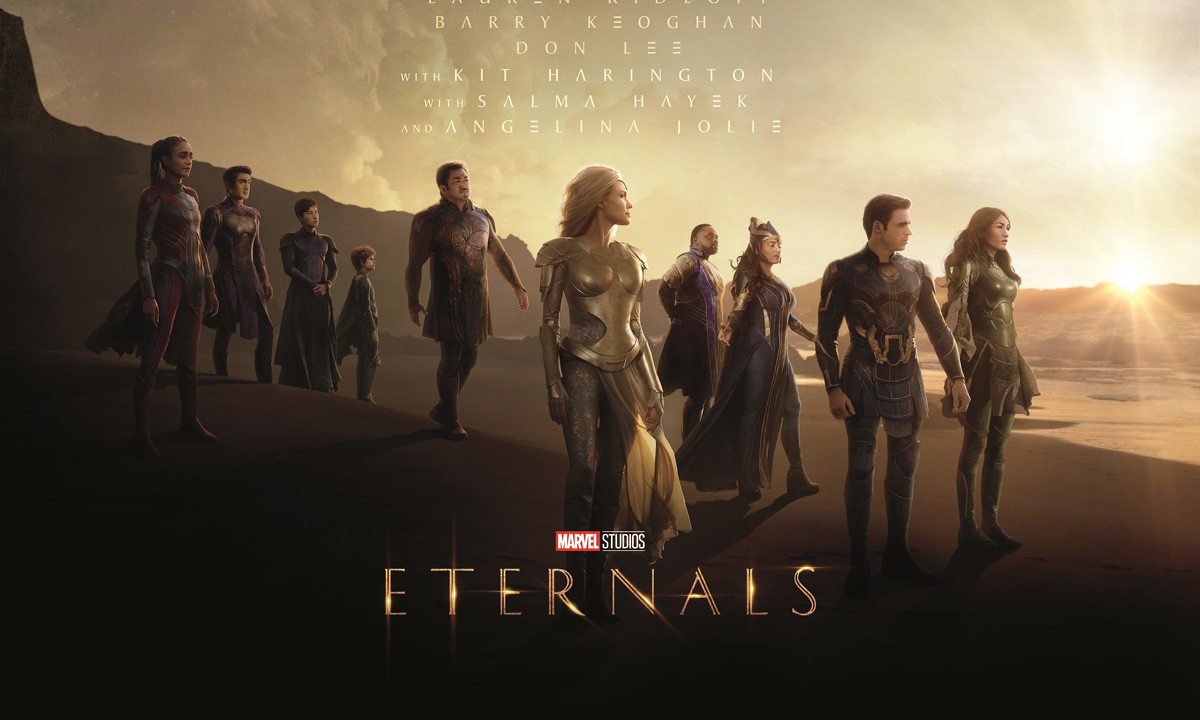 BARRY KEOGHAN
DON LEE
WITH KIT HARINGTON
WITH SALMA HAYEK
AND ANGELINA JOLIE
MARVEL STUDIOS
ETERNALS